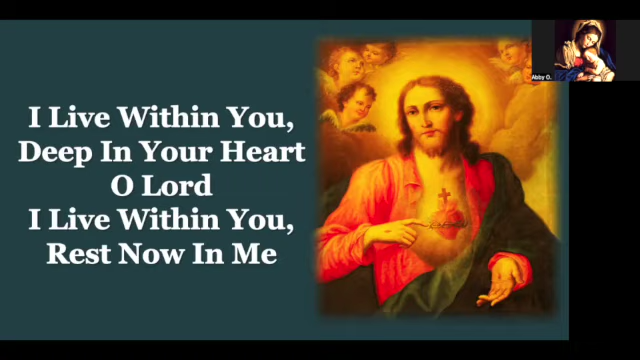 I Live Within You,
Deep In Your Heart
O Lord
I Live Within You,
Rest Now In Me
Abby O.